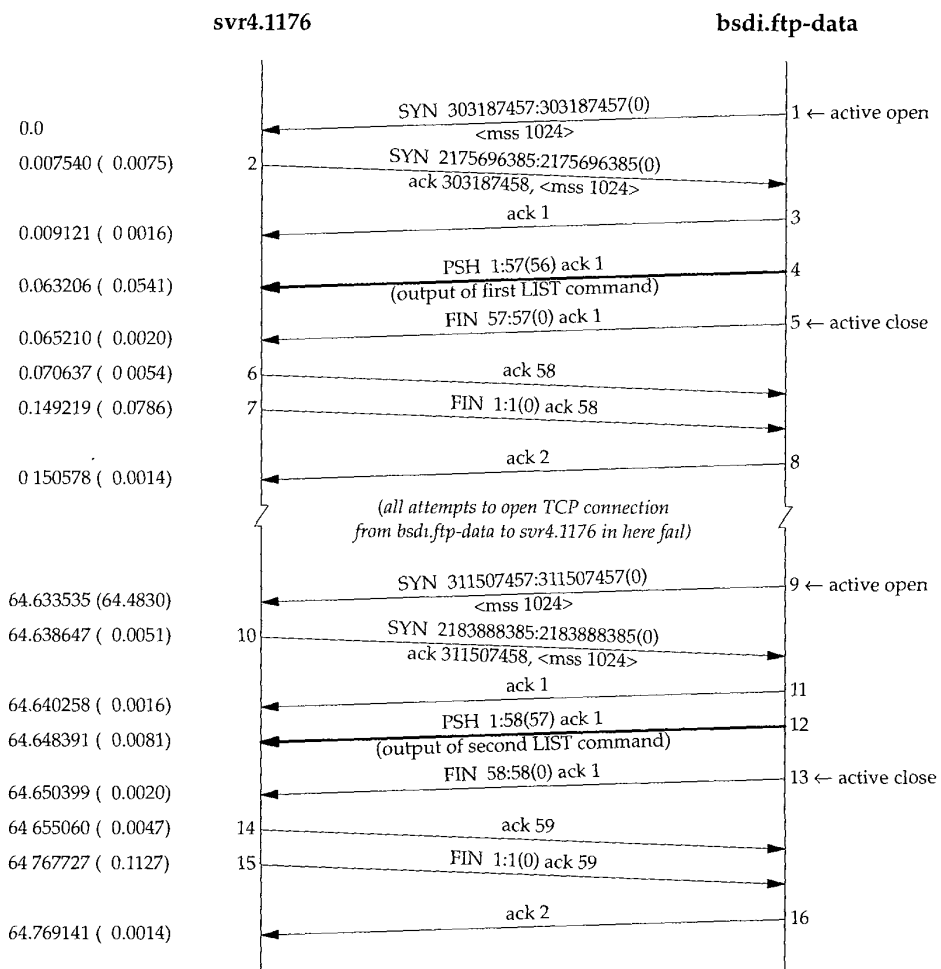 svr4.1176 bsdi.ftp-data
SYN 303187457:303187457(0) 1 ← active open
0.0 <mss 1024>
0.007540 ( 0.0075) 2 SYN 2175696385:2175696385(0)
ack 303187458, <mss 1024>
ack 1 3
0.009121 ( 0 0016)
PSH 1:57(56) ack 1 4
0.063206 ( 0.0541) (output of first LIST command)
FIN 57:57(0) ack 1 5 ← active close
0.065210 ( 0.0020)
0.070637 ( 0 0054) 6 ack 58
0.149219 ( 0.0786) 7 FIN 1:1(0) ack 58
ack 2 8
0 150578 ( 0.0014)
(all attempts to open TCP connection
from bsdi.ftp-data to svr4.1176 in here fail)
SYN 311507457:311507457(0) 9 ← active open
64.633535 (64.4830) <mss 1024>
64.638647 ( 0.0051) 10 SYN 2183888385:2183888385(0)
ack 311507458, <mss 1024>
ack 1 11
64.640258 ( 0.0016)
PSH 1:58(57) ack 1 12
64.648391 ( 0.0081) (output of second LIST command)
FIN 58:58(0) ack 1 13 ← active close
64.650399 ( 0.0020)
64 655060 ( 0.0047) 14 ack 59
64 767727 ( 0.1127) 15 FIN 1:1(0) ack 59
ack 2 16
64.769141 ( 0.0014)